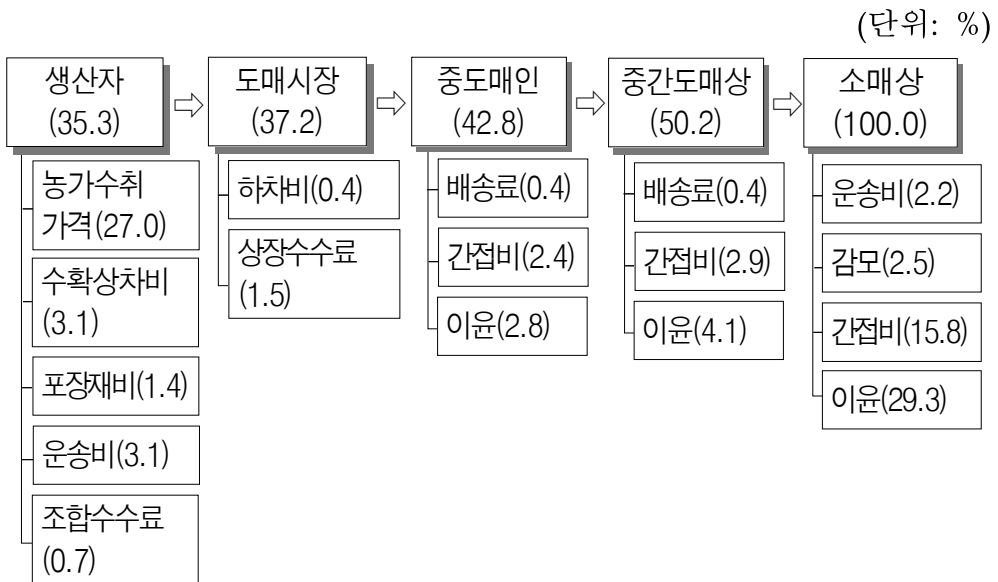 (단위: %)
생산자
(35.3)
도매시장
(37.2)
중도매인
(42.8)
중간도매상
(50.2)
소매상
(100.0)
농가수취
가격(27.0)
수확상차비
(3.1)
포장재비(1.4)
운송비(3.1)
조합수수료
(0.7)
하차비(0.4)
상장수수료
(1.5)
배송료(0.4)
간접비(2.4)
이윤(2.8)
배송료(0.4)
간접비(2.9)
이윤(4.1)
운송비(2.2)
감모(2.5)
간접비(15.8)
이윤(29.3)